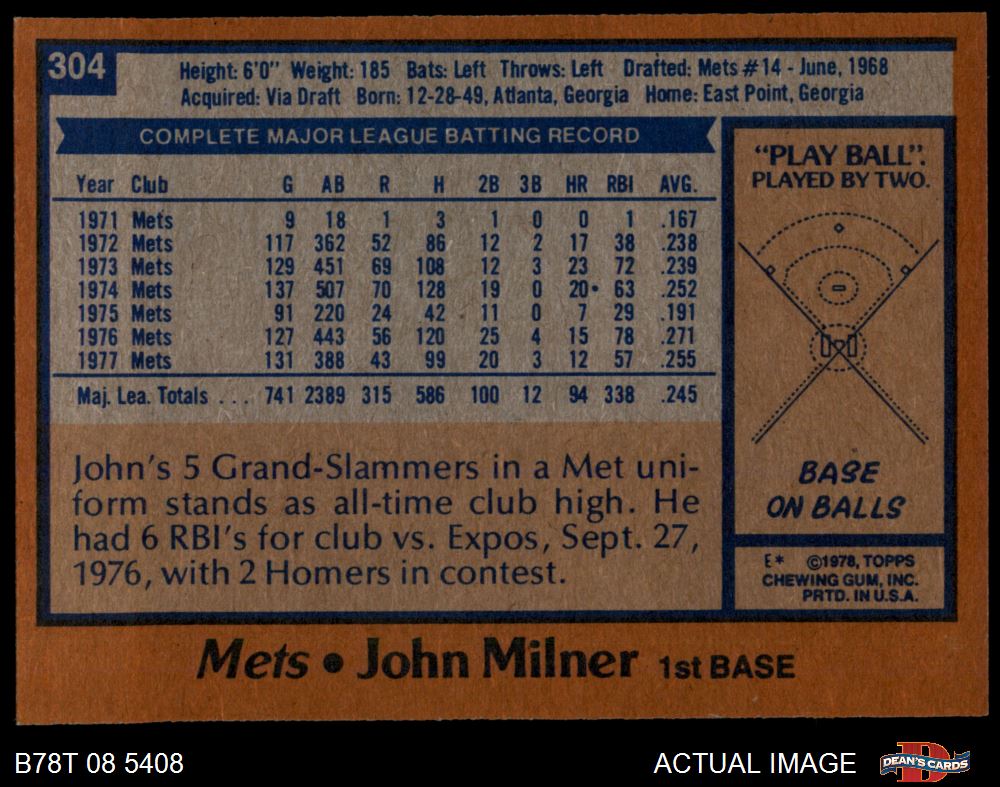 304
Height: 6'0" Weight: 185 Bats: Left Throws: Left Drafted: Mets #14 - June, 1968
Acquired: Via Draft Born: 12-28-49, Atlanta, Georgia Home: East Point, Georgia
COMPLETE MAJOR LEAGUE BATTING RECORD
Year Club G AB R H 2B 3B HR RBI AVG.
1971 Mets 9 18 1 3 1 0 0 1 .167
1972 Mets 117 362 52 86 12 2 17 38 .238
1973 Mets 129 451 69 108 12 3 23 72 .239
1974 Mets 137 507 70 128 19 0 20• 63 .252
1975 Mets 91 220 24 42 11 0 7 29 .191
1976 Mets 127 443 56 120 25 4 15 78 .271
1977 Mets 131 388 43 99 20 3 12 57 .255
Maj. Lea. Totals . . . 741 2389 315 586 100 12 94 338 .245
John's 5 Grand-Slammers in a Met uni-
form stands as all-time club high. He
had 6 RBI's for club vs. Expos, Sept. 27,
1976, with 2 Homers in contest.
"PLAY BALL".
PLAYED BY TWO.
BASE
ON BALLS
E* ©1978, TOPPS
CHEWING GUM, INC.
PRTD. IN U.S.A.
Mets • John Milner 1st BASE
B78T 08 5408
ACTUAL IMAGE
D
DEAN'S CARDS